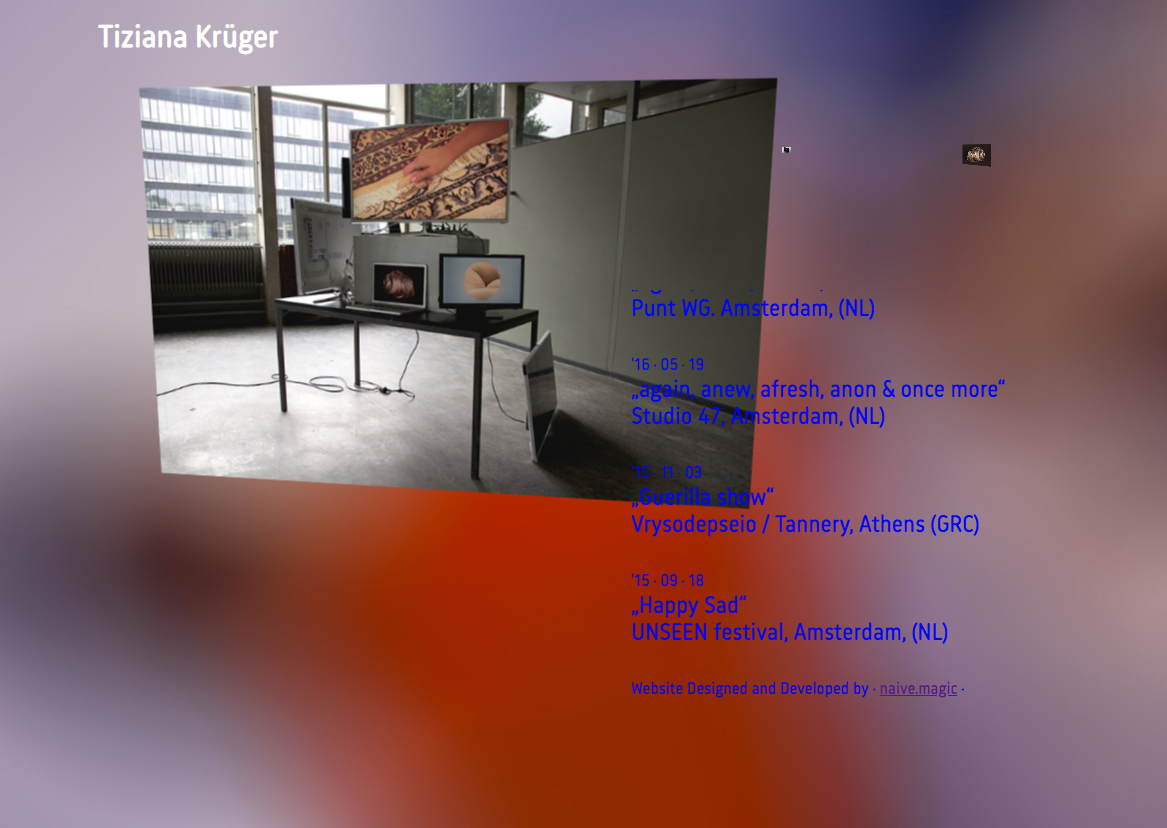 Tiziana Krüger
Punt WG. Amsterdam, (NL)
'16 · 05 · 19
„again, anew, afresh, anon & once more“
Studio 47, Amsterdam, (NL)
'15 · 11 · 03
„Guerilla show“
Vrysodepseio / Tannery, Athens (GRC)
'15 · 09 · 18
„Happy Sad“
UNSEEN festival, Amsterdam, (NL)
Website Designed and Developed by · naive.magic ·